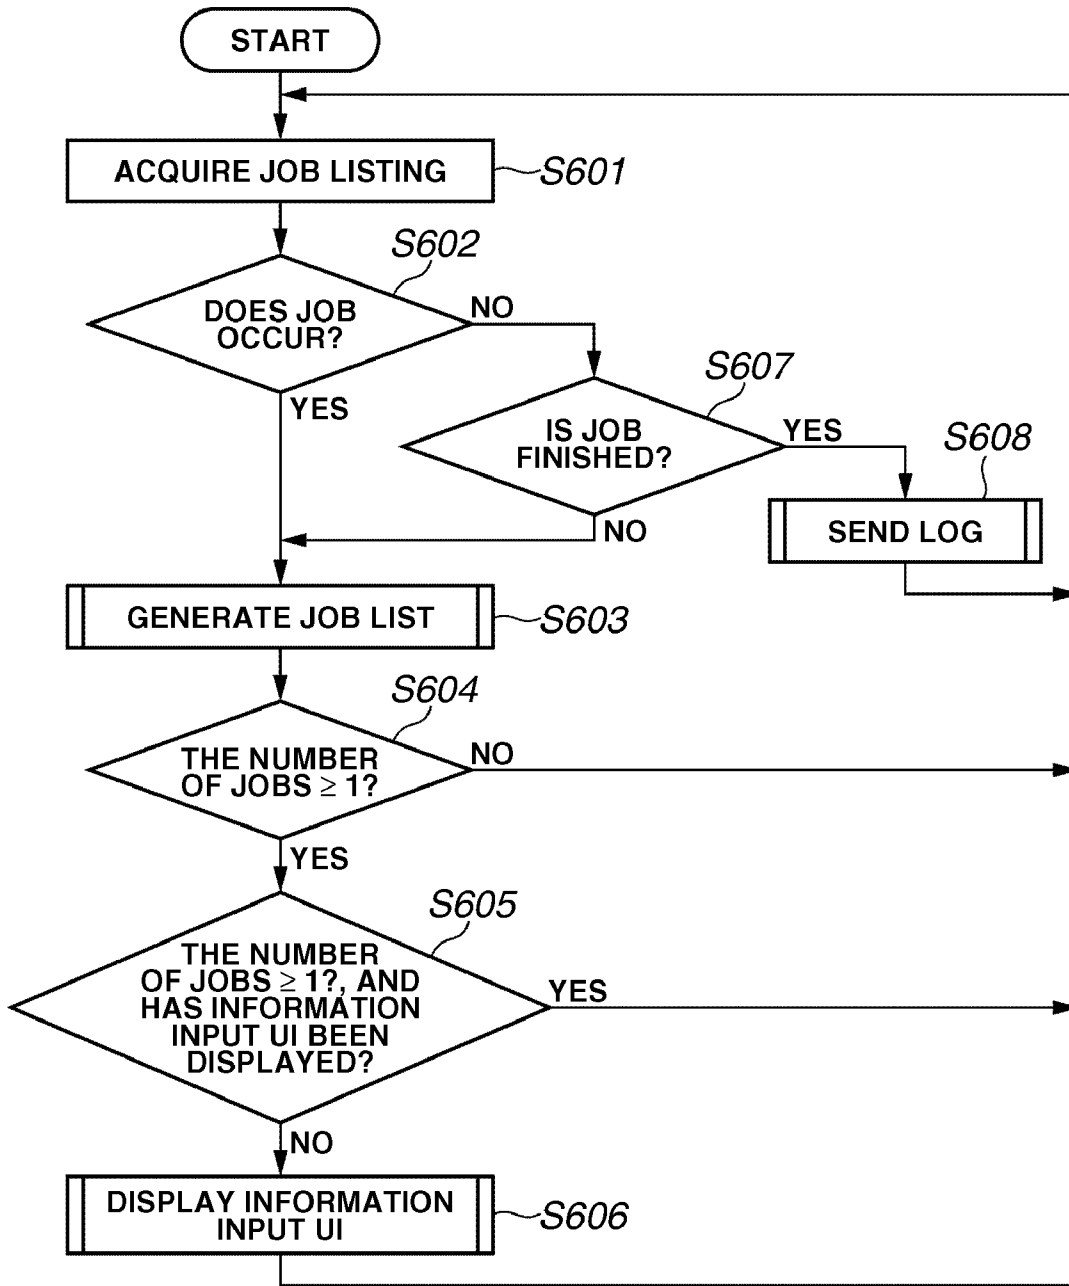 START
ACQUIRE JOB LISTING
S601
S602
DOES JOB
OCCUR?
NO
YES
S607
IS JOB
FINISHED?
YES
NO
S608
SEND LOG
GENERATE JOB LIST
S603
S604
THE NUMBER
OF JOBS ≥ 1?
NO
YES
S605
THE NUMBER
OF JOBS ≥ 1?, AND
HAS INFORMATION
INPUT UI BEEN
DISPLAYED?
YES
NO
DISPLAY INFORMATION
INPUT UI
S606